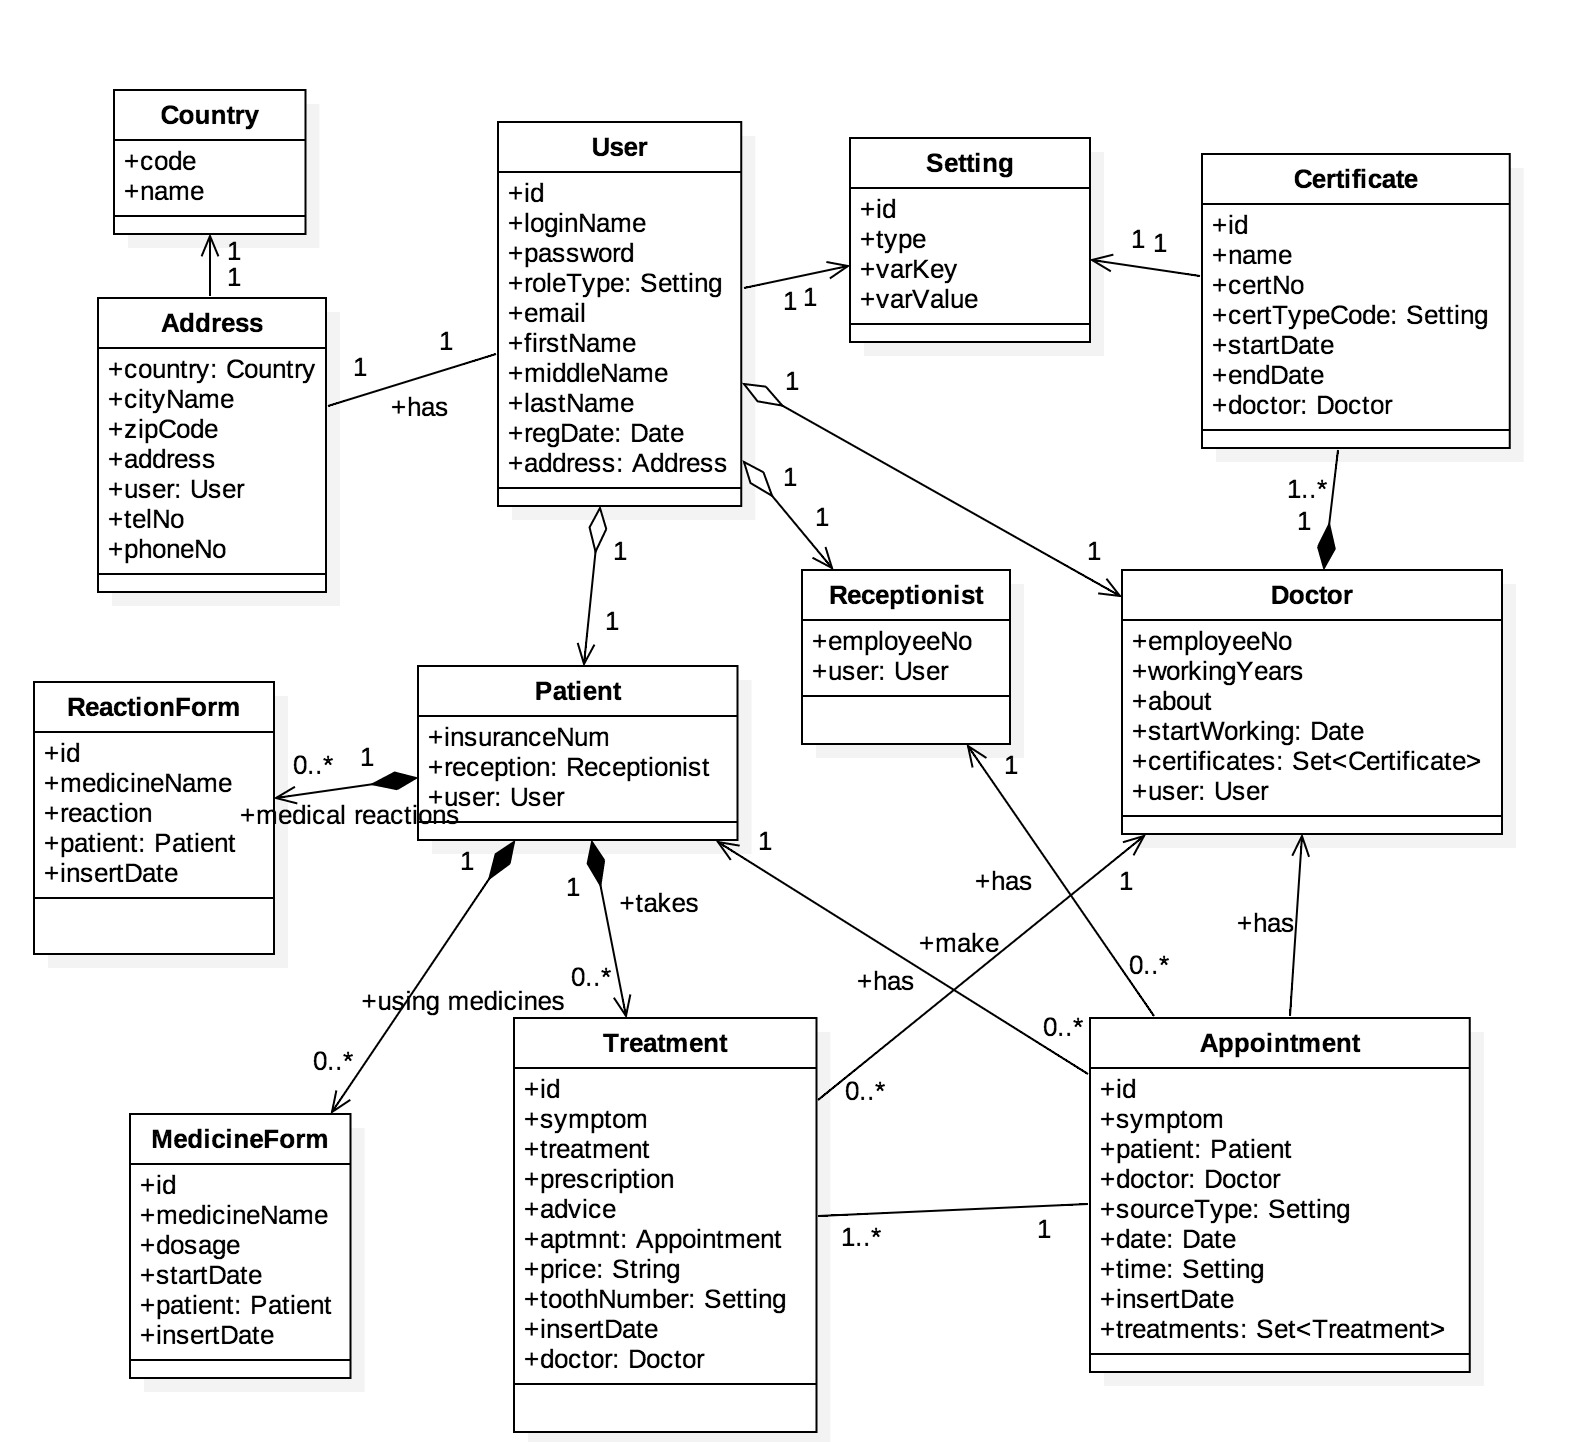 Country
+code
+name
1
1
Address
+country: Country
+cityName
+zipCode
+address
+user: User
+telNo
+phoneNo
1
1
+has
User
+id
+loginName
+password
+roleType: Setting
+email
+firstName
+middleName
+lastName
+regDate: Date
+address: Address
1 1
Setting
+id
+type
+varKey
+varValue
1 1
Certificate
+id
+name
+certNo
+certTypeCode: Setting
+startDate
+endDate
+doctor: Doctor
1..*
1
1
1
1
1
1
1
Receptionist
+employeeNo
+user: User
Doctor
+employeeNo
+workingYears
+about
+startWorking: Date
+certificates: Set<Certificate>
+user: User
Patient
+insuranceNum
+reception: Receptionist
+user: User
ReactionForm
+id
+medicineName
+reaction
+patient: Patient
+insertDate
0..*
1
+medical reactions
1
+using medicines
0..*
1
+takes
0..*
1
+has
0..*
1
+has
0..*
1
+make
0..*
+has
MedicineForm
+id
+medicineName
+dosage
+startDate
+patient: Patient
+insertDate
Treatment
+id
+symptom
+treatment
+prescription
+advice
+aptmnt: Appointment
+price: String
+toothNumber: Setting
+insertDate
+doctor: Doctor
1..*
1
Appointment
+id
+symptom
+patient: Patient
+doctor: Doctor
+sourceType: Setting
+date: Date
+time: Setting
+insertDate
+treatments: Set<Treatment>